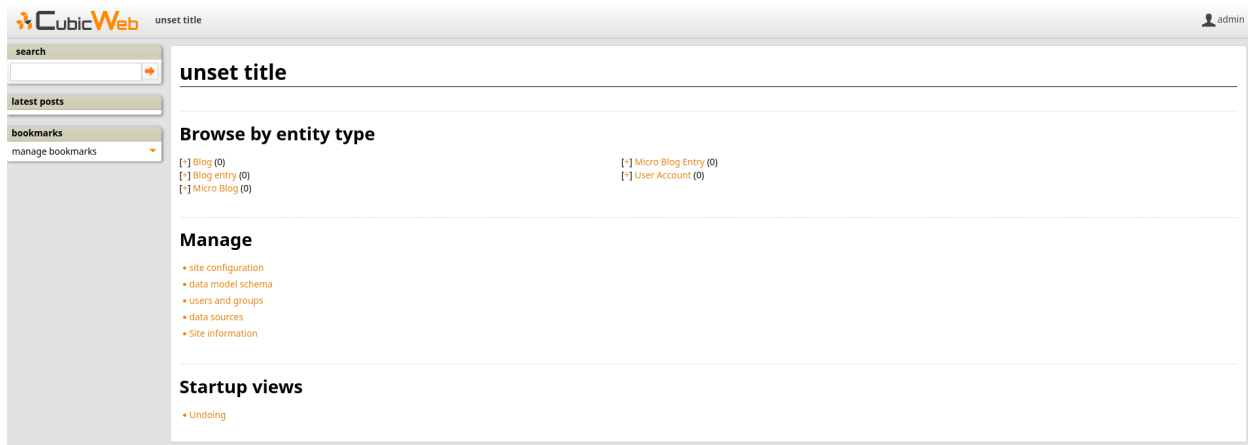 CubicWeb unset title admin
search
latest posts
bookmarks
manage bookmarks
unset title
Browse by entity type
[+] Blog (0)
[+] Blog entry (0)
[+] Micro Blog (0)
[+] Micro Blog Entry (0)
[+] User Account (0)
Manage
• site configuration
• data model schema
• users and groups
• data sources
• Site information
Startup views
• Undoing